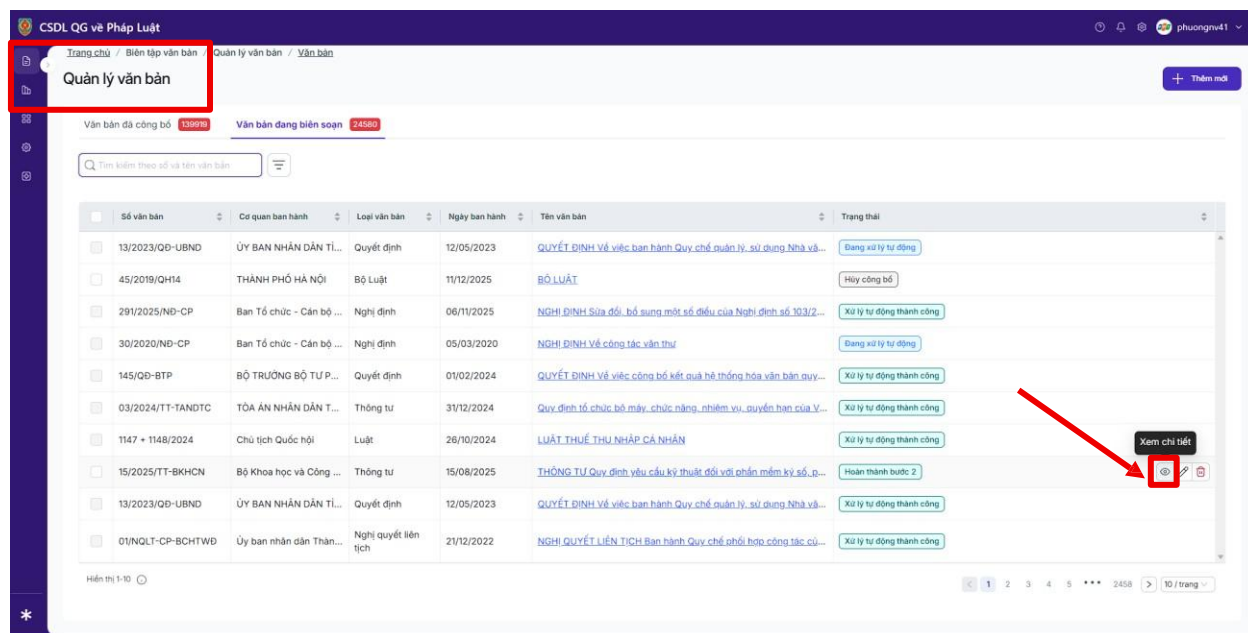 CSDL QG về Pháp Luật
phuongnv41
Trang chủ / Biên tập văn bản / Quản lý văn bản / Văn bản
Quản lý văn bản
Thêm mới
Văn bản đã công bố 139919 Văn bản đang biên soạn 24580
Tìm kiếm theo số và tên văn bản
Số văn bản Cơ quan ban hành Loại văn bản Ngày ban hành Tên văn bản Trạng thái
13/2023/QĐ-UBND ỦY BAN NHÂN DÂN TỈ... Quyết định 12/05/2023 QUYẾT ĐỊNH Về việc ban hành Quy chế quản lý, sử dụng Nhà vă... Đang xử lý tự động
45/2019/QH14 THÀNH PHỐ HÀ NỘI Bộ Luật 11/12/2025 BỘ LUẬT Hủy công bố
291/2025/NĐ-CP Ban Tổ chức - Cán bộ ... Nghị định 06/11/2025 NGHỊ ĐỊNH Sửa đổi, bổ sung một số điều của Nghị định số 103/2... Xử lý tự động thành công
30/2020/NĐ-CP Ban Tổ chức - Cán bộ ... Nghị định 05/03/2020 NGHỊ ĐỊNH Về công tác văn thư Đang xử lý tự động
145/QĐ-BTP BỘ TRƯỞNG BỘ TƯ P... Quyết định 01/02/2024 QUYẾT ĐỊNH Về việc công bố kết quả hệ thống hóa văn bản quy... Xử lý tự động thành công
03/2024/TT-TANDTC TÒA ÁN NHÂN DÂN T... Thông tư 31/12/2024 Quy định tổ chức bộ máy, chức năng, nhiệm vụ, quyền hạn của V... Xử lý tự động thành công
1147 + 1148/2024 Chủ tịch Quốc hội Luật 26/10/2024 LUẬT THUẾ THU NHẬP CÁ NHÂN Xử lý tự động thành công
Xem chi tiết
15/2025/TT-BKHCN Bộ Khoa học và Công ... Thông tư 15/08/2025 THÔNG TƯ Quy định yêu cầu kỹ thuật đối với phần mềm ký số, p... Hoàn thành bước 2
13/2023/QĐ-UBND ỦY BAN NHÂN DÂN TỈ... Quyết định 12/05/2023 QUYẾT ĐỊNH Về việc ban hành Quy chế quản lý, sử dụng Nhà vă... Xử lý tự động thành công
01/NQLT-CP-BCHTWĐ Ủy ban nhân dân Thàn... Nghị quyết liên tịch 21/12/2022 NGHỊ QUYẾT LIÊN TỊCH Ban hành Quy chế phối hợp công tác củ... Xử lý tự động thành công
Hiển thị 1-10
1 2 3 4 5 ••• 2458 10 / trang